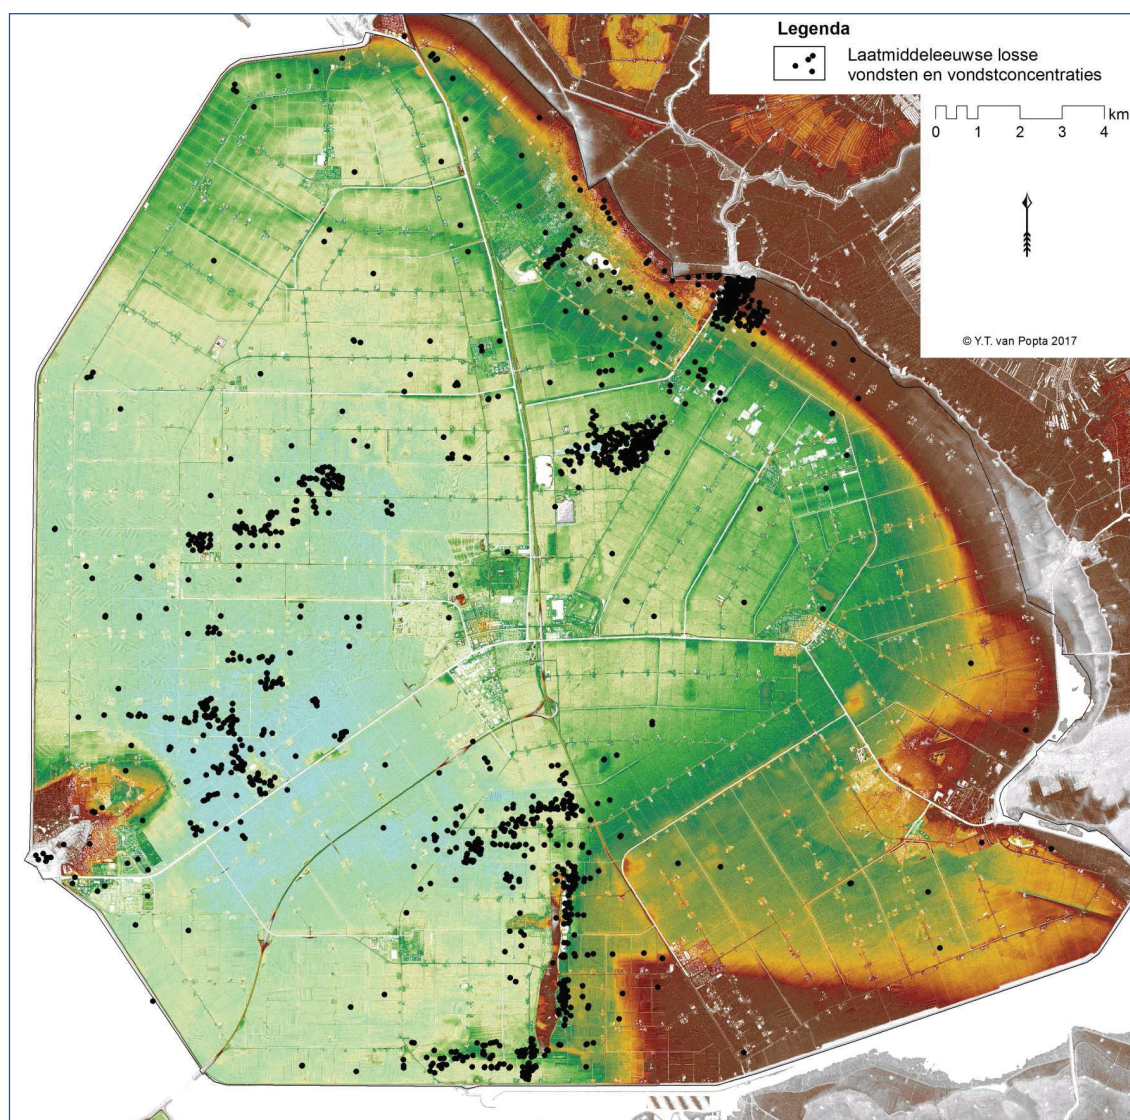 Legenda
Laatmiddeleeuwse losse
vondsten en vondstconcentraties
km
0 1 2 3 4
© Y.T. van Popta 2017